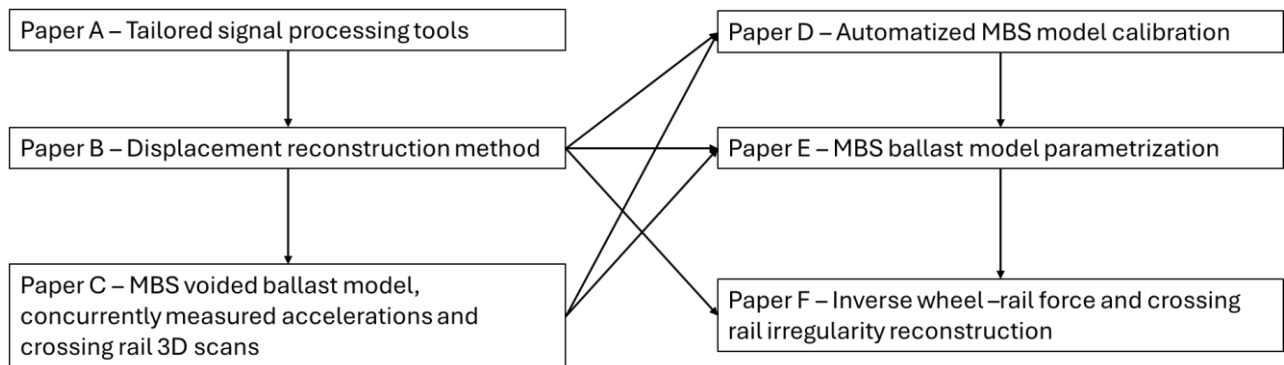 Paper A – Tailored signal processing tools
Paper B – Displacement reconstruction method
Paper C – MBS voided ballast model,
concurrently measured accelerations and
crossing rail 3D scans
Paper D – Automatized MBS model calibration
Paper E – MBS ballast model parametrization
Paper F – Inverse wheel –rail force and crossing
rail irregularity reconstruction